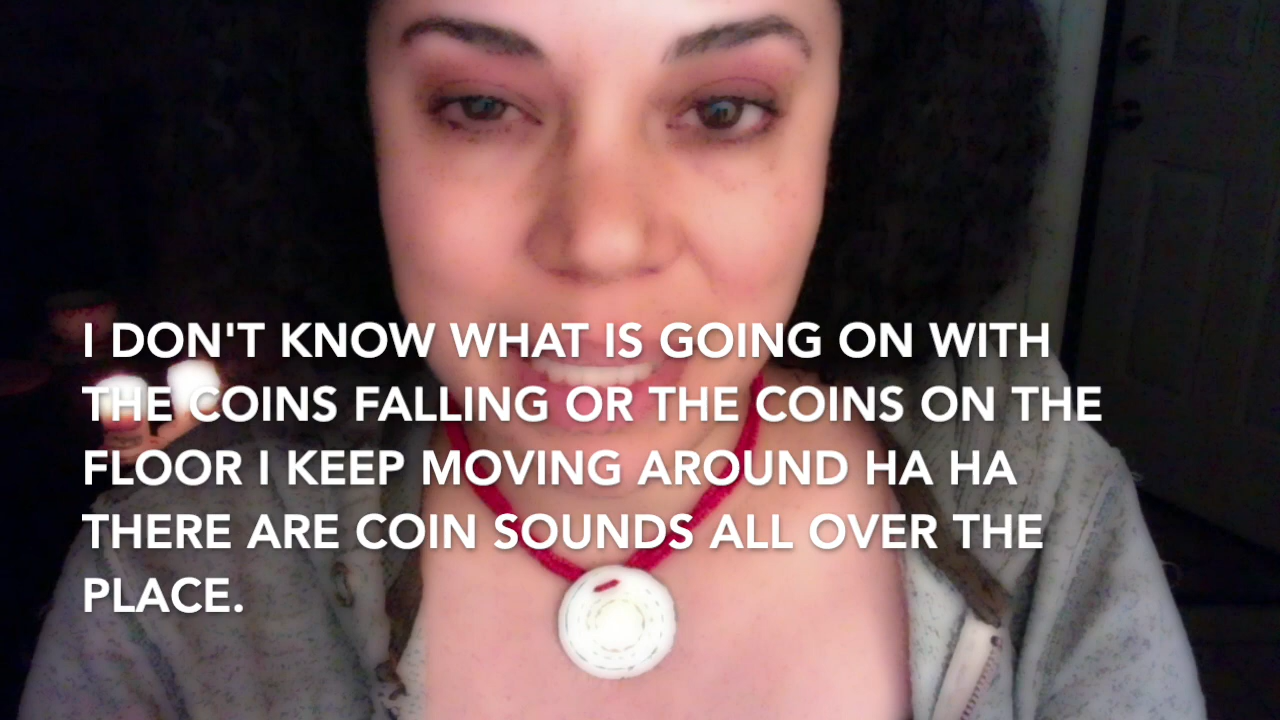 I DON'T KNOW WHAT IS GOING ON WITH
THE COINS FALLING OR THE COINS ON THE
FLOOR I KEEP MOVING AROUND HA HA
THERE ARE COIN SOUNDS ALL OVER THE
PLACE.